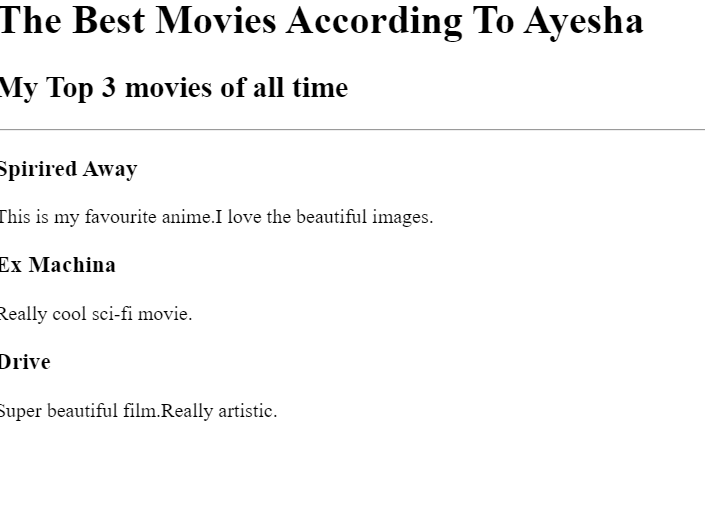 The Best Movies According To Ayesha
My Top 3 movies of all time
Spirired Away
This is my favourite anime.I love the beautiful images.
Ex Machina
Really cool sci-fi movie.
Drive
Super beautiful film.Really artistic.